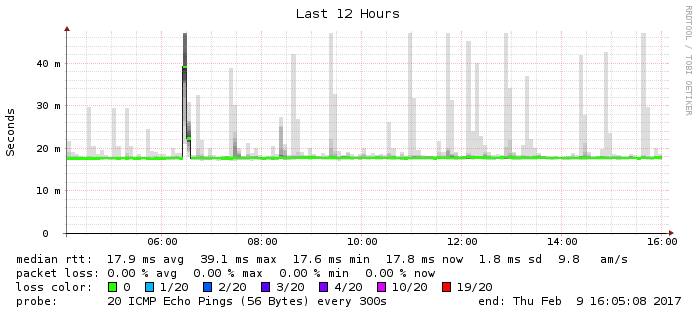 Last 12 Hours
RRDTOOL / TOBI OETIKER
Seconds
40 m
30 m
20 m
10 m
0
06:00 08:00 10:00 12:00 14:00 16:00
median rtt: 17.9 ms avg 39.1 ms max 17.6 ms min 17.8 ms now 1.8 ms sd 9.8 am/s
packet loss: 0.00 % avg 0.00 % max 0.00 % min 0.00 % now
loss color: 0 1/20 2/20 3/20 4/20 10/20 19/20
probe: 20 ICMP Echo Pings (56 Bytes) every 300s end: Thu Feb 9 16:05:08 2017